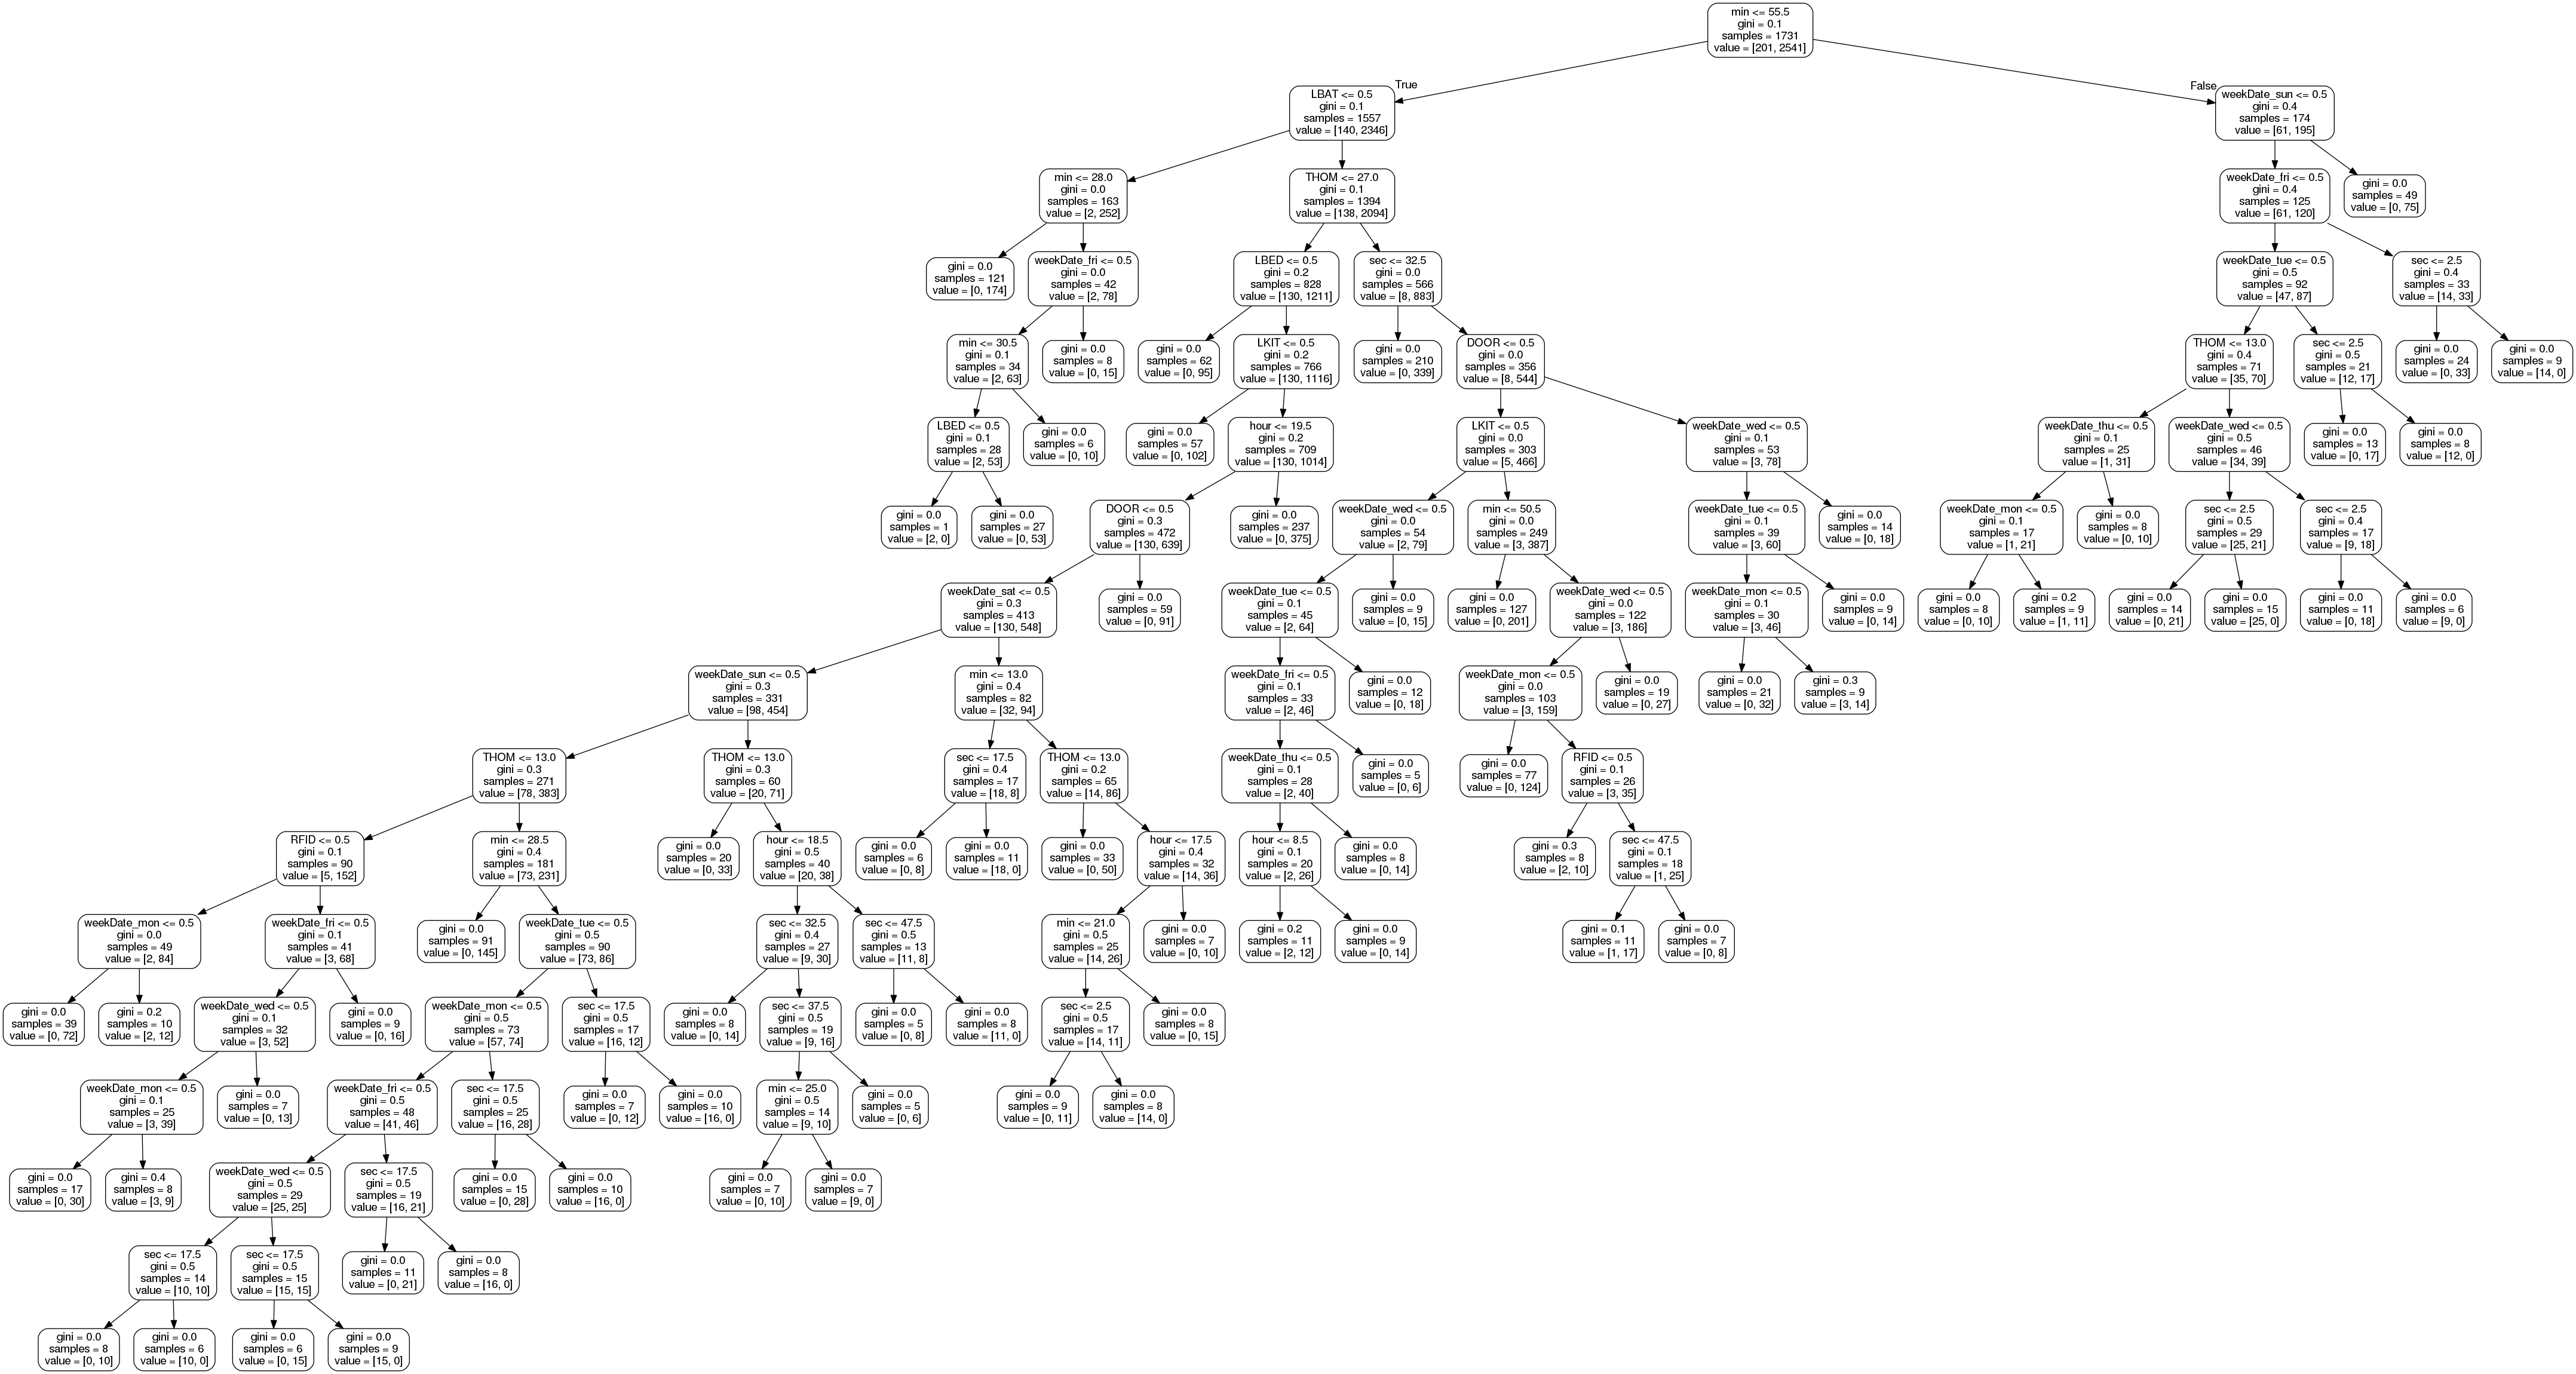 min <= 55.5
gini = 0.1
samples = 1731
value = [201, 2541]
True
False
LBAT <= 0.5
gini = 0.1
samples = 1557
value = [140, 2346]
weekDate_sun <= 0.5
gini = 0.4
samples = 174
value = [61, 195]
min <= 28.0
gini = 0.0
samples = 163
value = [2, 252]
THOM <= 27.0
gini = 0.1
samples = 1394
value = [138, 2094]
weekDate_fri <= 0.5
gini = 0.4
samples = 125
value = [61, 120]
gini = 0.0
samples = 49
value = [0, 75]
gini = 0.0
samples = 121
value = [0, 174]
weekDate_fri <= 0.5
gini = 0.0
samples = 42
value = [2, 78]
LBED <= 0.5
gini = 0.2
samples = 828
value = [130, 1211]
sec <= 32.5
gini = 0.0
samples = 566
value = [8, 883]
weekDate_tue <= 0.5
gini = 0.5
samples = 92
value = [47, 87]
sec <= 2.5
gini = 0.4
samples = 33
value = [14, 33]
min <= 30.5
gini = 0.1
samples = 34
value = [2, 63]
gini = 0.0
samples = 8
value = [0, 15]
gini = 0.0
samples = 62
value = [0, 95]
LKIT <= 0.5
gini = 0.2
samples = 766
value = [130, 1116]
gini = 0.0
samples = 210
value = [0, 339]
DOOR <= 0.5
gini = 0.0
samples = 356
value = [8, 544]
THOM <= 13.0
gini = 0.4
samples = 71
value = [35, 70]
sec <= 2.5
gini = 0.5
samples = 21
value = [12, 17]
gini = 0.0
samples = 24
value = [0, 33]
gini = 0.0
samples = 9
value = [14, 0]
LBED <= 0.5
gini = 0.1
samples = 28
value = [2, 53]
gini = 0.0
samples = 6
value = [0, 10]
gini = 0.0
samples = 57
value = [0, 102]
hour <= 19.5
gini = 0.2
samples = 709
value = [130, 1014]
LKIT <= 0.5
gini = 0.0
samples = 303
value = [5, 466]
weekDate_wed <= 0.5
gini = 0.1
samples = 53
value = [3, 78]
weekDate_thu <= 0.5
gini = 0.1
samples = 25
value = [1, 31]
weekDate_wed <= 0.5
gini = 0.5
samples = 46
value = [34, 39]
gini = 0.0
samples = 13
value = [0, 17]
gini = 0.0
samples = 8
value = [12, 0]
gini = 0.0
samples = 1
value = [2, 0]
gini = 0.0
samples = 27
value = [0, 53]
DOOR <= 0.5
gini = 0.3
samples = 472
value = [130, 639]
gini = 0.0
samples = 237
value = [0, 375]
weekDate_wed <= 0.5
gini = 0.0
samples = 54
value = [2, 79]
min <= 50.5
gini = 0.0
samples = 249
value = [3, 387]
weekDate_tue <= 0.5
gini = 0.1
samples = 39
value = [3, 60]
gini = 0.0
samples = 14
value = [0, 18]
weekDate_mon <= 0.5
gini = 0.1
samples = 17
value = [1, 21]
gini = 0.0
samples = 8
value = [0, 10]
sec <= 2.5
gini = 0.5
samples = 29
value = [25, 21]
sec <= 2.5
gini = 0.4
samples = 17
value = [9, 18]
weekDate_sat <= 0.5
gini = 0.3
samples = 413
value = [130, 548]
gini = 0.0
samples = 59
value = [0, 91]
weekDate_tue <= 0.5
gini = 0.1
samples = 45
value = [2, 64]
gini = 0.0
samples = 9
value = [0, 15]
gini = 0.0
samples = 127
value = [0, 201]
weekDate_wed <= 0.5
gini = 0.0
samples = 122
value = [3, 186]
weekDate_mon <= 0.5
gini = 0.1
samples = 30
value = [3, 46]
gini = 0.0
samples = 9
value = [0, 14]
gini = 0.0
samples = 8
value = [0, 10]
gini = 0.2
samples = 9
value = [1, 11]
gini = 0.0
samples = 14
value = [0, 21]
gini = 0.0
samples = 15
value = [25, 0]
gini = 0.0
samples = 11
value = [0, 18]
gini = 0.0
samples = 6
value = [9, 0]
weekDate_sun <= 0.5
gini = 0.3
samples = 331
value = [98, 454]
min <= 13.0
gini = 0.4
samples = 82
value = [32, 94]
weekDate_fri <= 0.5
gini = 0.1
samples = 33
value = [2, 46]
gini = 0.0
samples = 12
value = [0, 18]
weekDate_mon <= 0.5
gini = 0.0
samples = 103
value = [3, 159]
gini = 0.0
samples = 19
value = [0, 27]
gini = 0.0
samples = 21
value = [0, 32]
gini = 0.3
samples = 9
value = [3, 14]
THOM <= 13.0
gini = 0.3
samples = 271
value = [78, 383]
THOM <= 13.0
gini = 0.3
samples = 60
value = [20, 71]
sec <= 17.5
gini = 0.4
samples = 17
value = [18, 8]
THOM <= 13.0
gini = 0.2
samples = 65
value = [14, 86]
weekDate_thu <= 0.5
gini = 0.1
samples = 28
value = [2, 40]
gini = 0.0
samples = 5
value = [0, 6]
gini = 0.0
samples = 77
value = [0, 124]
RFID <= 0.5
gini = 0.1
samples = 26
value = [3, 35]
RFID <= 0.5
gini = 0.1
samples = 90
value = [5, 152]
min <= 28.5
gini = 0.4
samples = 181
value = [73, 231]
gini = 0.0
samples = 20
value = [0, 33]
hour <= 18.5
gini = 0.5
samples = 40
value = [20, 38]
gini = 0.0
samples = 6
value = [0, 8]
gini = 0.0
samples = 11
value = [18, 0]
gini = 0.0
samples = 33
value = [0, 50]
hour <= 17.5
gini = 0.4
samples = 32
value = [14, 36]
hour <= 8.5
gini = 0.1
samples = 20
value = [2, 26]
gini = 0.0
samples = 8
value = [0, 14]
gini = 0.3
samples = 8
value = [2, 10]
sec <= 47.5
gini = 0.1
samples = 18
value = [1, 25]
weekDate_mon <= 0.5
gini = 0.0
samples = 49
value = [2, 84]
weekDate_fri <= 0.5
gini = 0.1
samples = 41
value = [3, 68]
gini = 0.0
samples = 91
value = [0, 145]
weekDate_tue <= 0.5
gini = 0.5
samples = 90
value = [73, 86]
sec <= 32.5
gini = 0.4
samples = 27
value = [9, 30]
sec <= 47.5
gini = 0.5
samples = 13
value = [11, 8]
min <= 21.0
gini = 0.5
samples = 25
value = [14, 26]
gini = 0.0
samples = 7
value = [0, 10]
gini = 0.2
samples = 11
value = [2, 12]
gini = 0.0
samples = 9
value = [0, 14]
gini = 0.1
samples = 11
value = [1, 17]
gini = 0.0
samples = 7
value = [0, 8]
gini = 0.0
samples = 39
value = [0, 72]
gini = 0.2
samples = 10
value = [2, 12]
weekDate_wed <= 0.5
gini = 0.1
samples = 32
value = [3, 52]
gini = 0.0
samples = 9
value = [0, 16]
weekDate_mon <= 0.5
gini = 0.5
samples = 73
value = [57, 74]
sec <= 17.5
gini = 0.5
samples = 17
value = [16, 12]
gini = 0.0
samples = 8
value = [0, 14]
sec <= 37.5
gini = 0.5
samples = 19
value = [9, 16]
gini = 0.0
samples = 5
value = [0, 8]
gini = 0.0
samples = 8
value = [11, 0]
sec <= 2.5
gini = 0.5
samples = 17
value = [14, 11]
gini = 0.0
samples = 8
value = [0, 15]
weekDate_mon <= 0.5
gini = 0.1
samples = 25
value = [3, 39]
gini = 0.0
samples = 7
value = [0, 13]
weekDate_fri <= 0.5
gini = 0.5
samples = 48
value = [41, 46]
sec <= 17.5
gini = 0.5
samples = 25
value = [16, 28]
gini = 0.0
samples = 7
value = [0, 12]
gini = 0.0
samples = 10
value = [16, 0]
min <= 25.0
gini = 0.5
samples = 14
value = [9, 10]
gini = 0.0
samples = 5
value = [0, 6]
gini = 0.0
samples = 9
value = [0, 11]
gini = 0.0
samples = 8
value = [14, 0]
gini = 0.0
samples = 17
value = [0, 30]
gini = 0.4
samples = 8
value = [3, 9]
weekDate_wed <= 0.5
gini = 0.5
samples = 29
value = [25, 25]
sec <= 17.5
gini = 0.5
samples = 19
value = [16, 21]
gini = 0.0
samples = 15
value = [0, 28]
gini = 0.0
samples = 10
value = [16, 0]
gini = 0.0
samples = 7
value = [0, 10]
gini = 0.0
samples = 7
value = [9, 0]
sec <= 17.5
gini = 0.5
samples = 14
value = [10, 10]
sec <= 17.5
gini = 0.5
samples = 15
value = [15, 15]
gini = 0.0
samples = 11
value = [0, 21]
gini = 0.0
samples = 8
value = [16, 0]
gini = 0.0
samples = 8
value = [0, 10]
gini = 0.0
samples = 6
value = [10, 0]
gini = 0.0
samples = 6
value = [0, 15]
gini = 0.0
samples = 9
value = [15, 0]